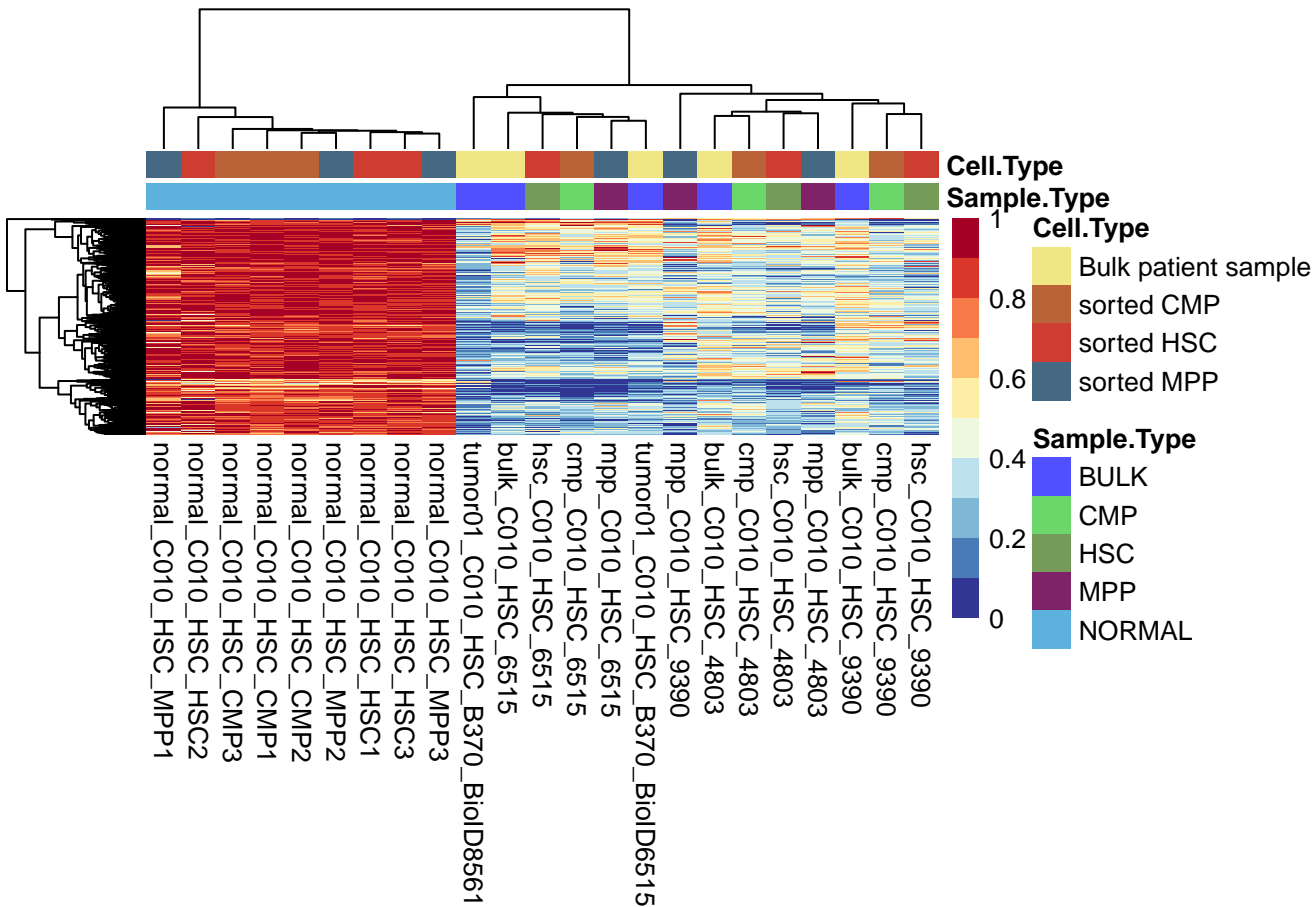 Cell.Type
Sample.Type
1
0.8
0.6
0.4
0.2
0
Cell.Type
Bulk patient sample
sorted CMP
sorted HSC
sorted MPP
Sample.Type
BULK
CMP
HSC
MPP
NORMAL
normal_C010_HSC_MPP1
normal_C010_HSC_HSC2
normal_C010_HSC_CMP3
normal_C010_HSC_CMP1
normal_C010_HSC_CMP2
normal_C010_HSC_MPP2
normal_C010_HSC_HSC1
normal_C010_HSC_HSC3
normal_C010_HSC_MPP3
tumor01_C010_HSC_B370_BioID8561
bulk_C010_HSC_6515
hsc_C010_HSC_6515
cmp_C010_HSC_6515
mpp_C010_HSC_6515
tumor01_C010_HSC_B370_BioID6515
mpp_C010_HSC_9390
bulk_C010_HSC_4803
cmp_C010_HSC_4803
hsc_C010_HSC_4803
mpp_C010_HSC_4803
bulk_C010_HSC_9390
cmp_C010_HSC_9390
hsc_C010_HSC_9390